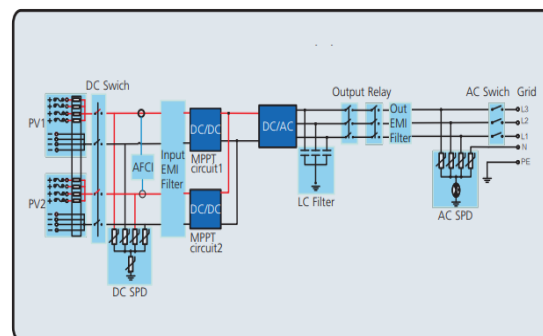 DC Swich
Output Relay
AC Swich
Grid
PV1
PV2
AFCI
Input
EMI
Filter
DC/DC
MPPT
circuit1
DC/DC
MPPT
circuit2
DC/AC
LC Filter
Out
EMI
Filter
L3
L2
L1
N
PE
DC SPD
AC SPD